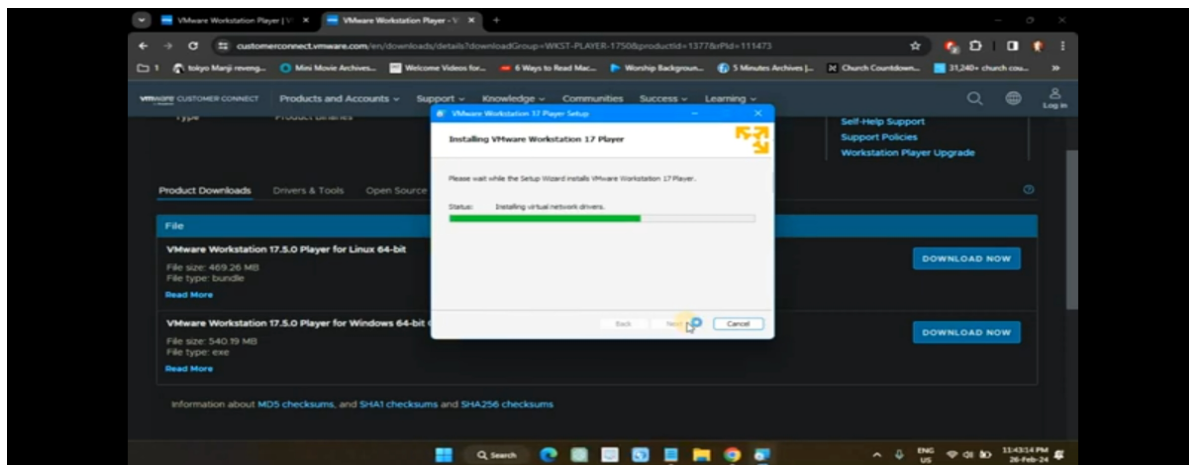 VMware Workstation Player | V
VMware Workstation Player - V
customerconnect.vmware.com/en/downloads/details?downloadGroup=WKST-PLAYER-1750&productId=1377&rPId=111473
1
tokyo Manji reveng...
Mini Movie Archives...
Welcome Videos for...
6 Ways to Read Mac...
Worship Backgroun...
5 Minutes Archives |...
Church Countdown...
31,240+ church cou...
vmware CUSTOMER CONNECT
Products and Accounts
Support
Knowledge
Communities
Success
Learning
Log in
Type
Product Binaries
Self-Help Support
Support Policies
Workstation Player Upgrade
VMware Workstation 17 Player Setup
Installing VMware Workstation 17 Player
Please wait while the Setup Wizard installs VMware Workstation 17 Player.
Status: Installing virtual network drivers.
Back
Next
Cancel
Product Downloads
Drivers & Tools
Open Source
File
VMware Workstation 17.5.0 Player for Linux 64-bit
File size: 469.26 MB
File type: bundle
Read More
DOWNLOAD NOW
VMware Workstation 17.5.0 Player for Windows 64-bit
File size: 540.19 MB
File type: exe
Read More
DOWNLOAD NOW
Information about MD5 checksums, and SHA1 checksums and SHA256 checksums
Search
ENG
US
11:43:14 PM
26-Feb-24